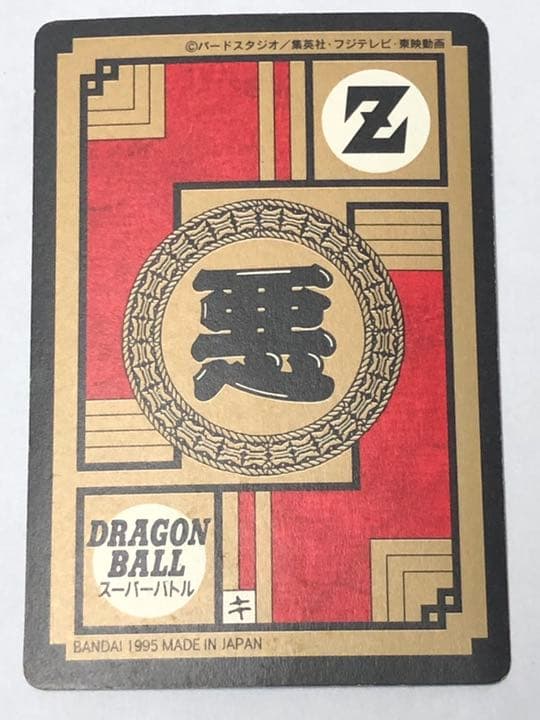 ©バードスタジオ／集英社・フジテレビ・東映動画
Z
悪
DRAGON
BALL
スーパーバトル
キ
BANDAI 1995 MADE IN JAPAN